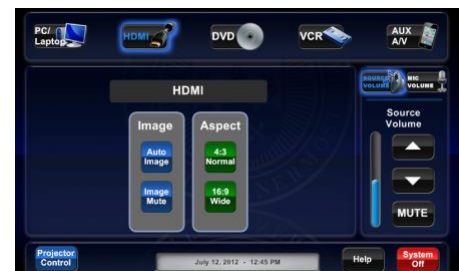 PC/
Laptop
HDMI
DVD
VCR
AUX
A/V
HDMI
Image
Aspect
Auto
Image
4:3
Normal
Image
Mute
16:9
Wide
SOURCE
VOLUME
MIC
VOLUME
Source
Volume
MUTE
Projector
Control
July 12, 2012 - 12:45 PM
Help
System
Off